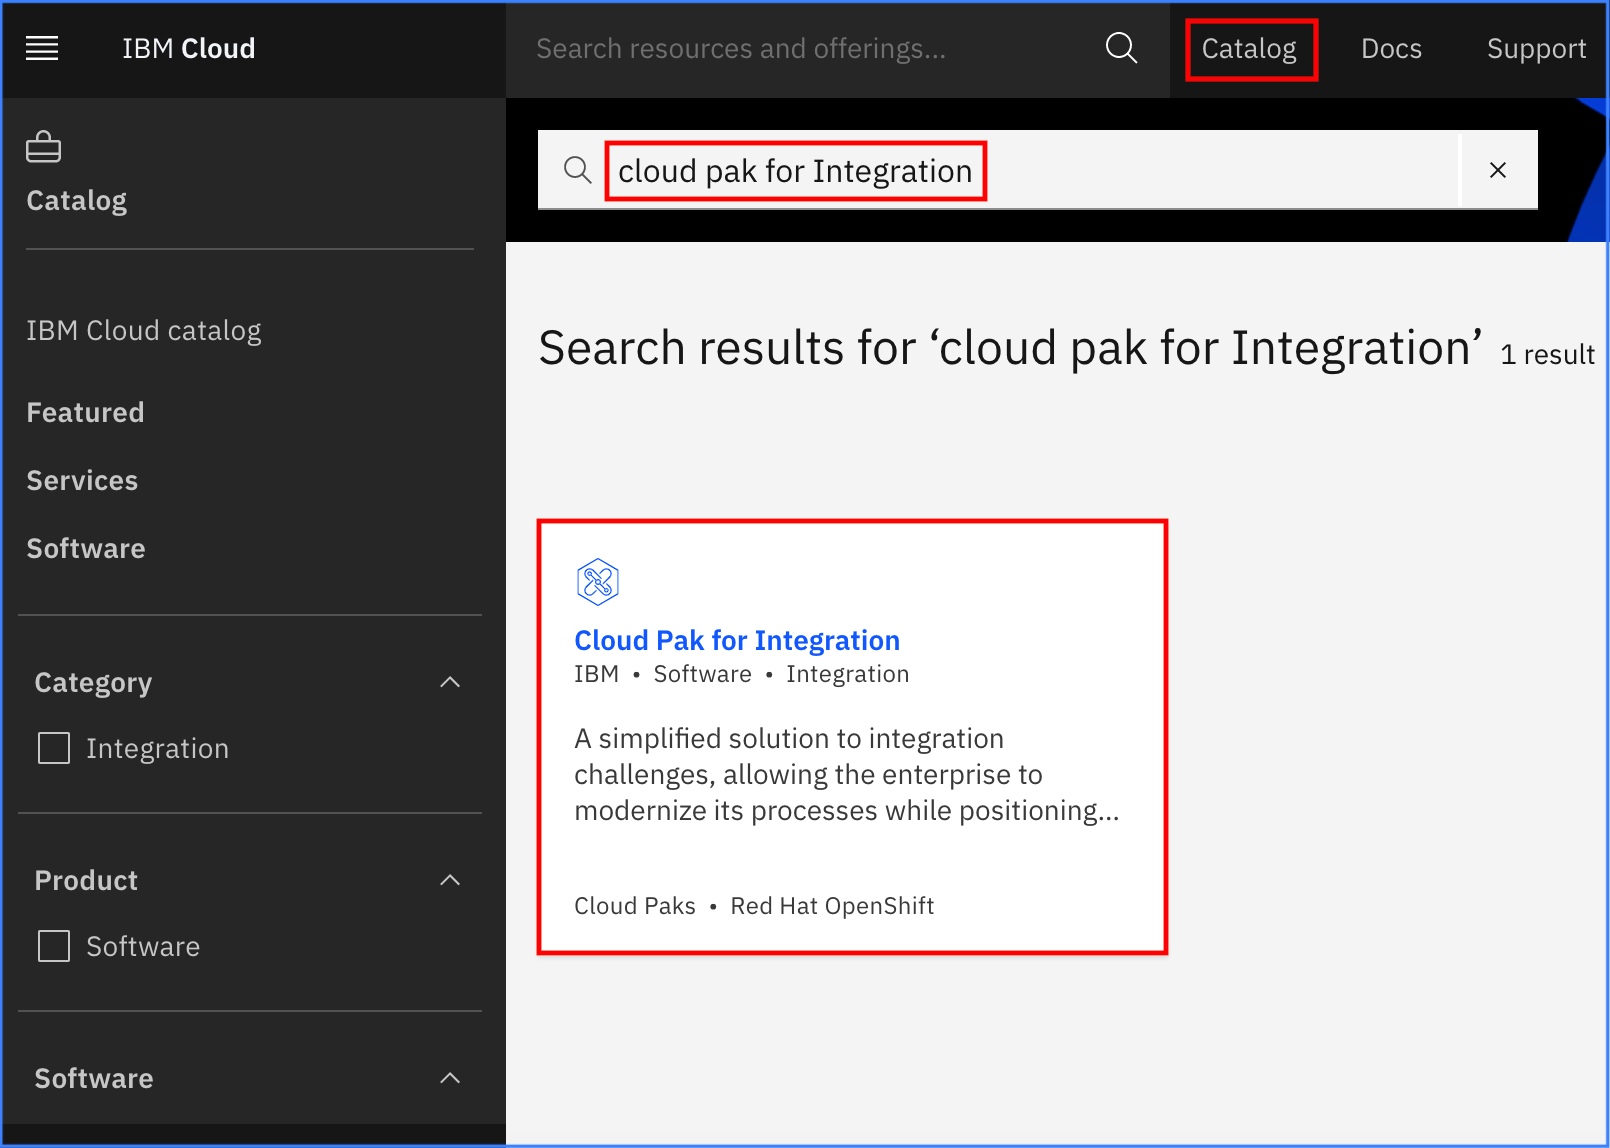 IBM Cloud
Search resources and offerings...
Catalog
Docs
Support
Catalog
IBM Cloud catalog
Featured
Services
Software
Category
Integration
Product
Software
Software
cloud pak for Integration
Search results for ‘cloud pak for Integration’ 1 result
Cloud Pak for Integration
IBM • Software • Integration
A simplified solution to integration
challenges, allowing the enterprise to
modernize its processes while positioning...
Cloud Paks • Red Hat OpenShift